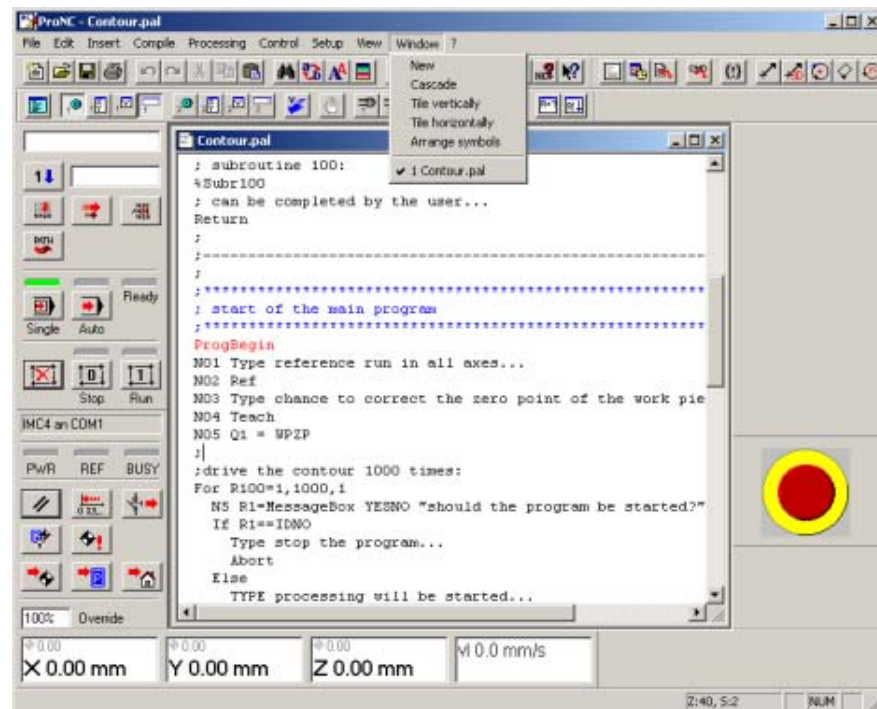 ProNC - Contour.pal
File Edit Insert Compile Processing Control Setup View Window ?
New
Cascade
Tile vertically
Tile horizontally
Arrange symbols
1 Contour.pal
Contour.pal
; subroutine 100:
%Subr100
; can be completed by the user...
Return
;
;-----------------------------------------------------------
;
;***********************************************************
; start of the main program
;***********************************************************
ProgBegin
N01 Type reference run in all axes...
N02 Ref
N03 Type chance to correct the zero point of the work pie
N04 Teach
N05 Q1 = WPZP
;
;drive the contour 1000 times:
For R100=1,1000,1
N5 R1=MessageBox YESNO "should the program be started?"
If R1==IDNO
Type stop the program...
Abort
Else
TYPE processing will be started...
1
Ready
Single Auto
0 1
Stop Run
IMC4 an COM1
PWR REF BUSY
100% Override
0.00 0.00 0.00
X 0.00 mm Y 0.00 mm Z 0.00 mm vl 0.0 mm/s
Z:40, S:2 NUM